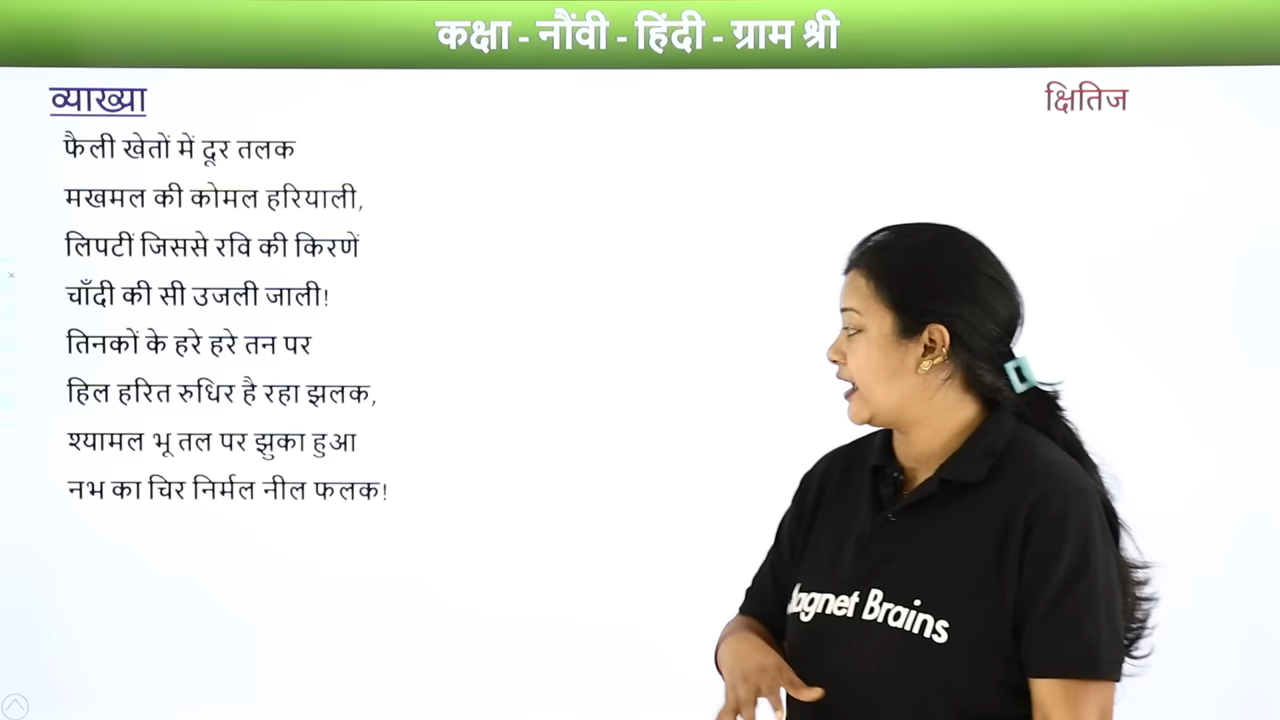 कक्षा - नौंवी - हिंदी - ग्राम श्री
व्याख्या
क्षितिज
फैली खेतों में दूर तलक
मखमल की कोमल हरियाली,
लिपटीं जिससे रवि की किरणें
चाँदी की सी उजली जाली!
तिनकों के हरे हरे तन पर
हिल हरित रुधिर है रहा झलक,
श्यामल भू तल पर झुका हुआ
नभ का चिर निर्मल नील फलक!
Magnet Brains